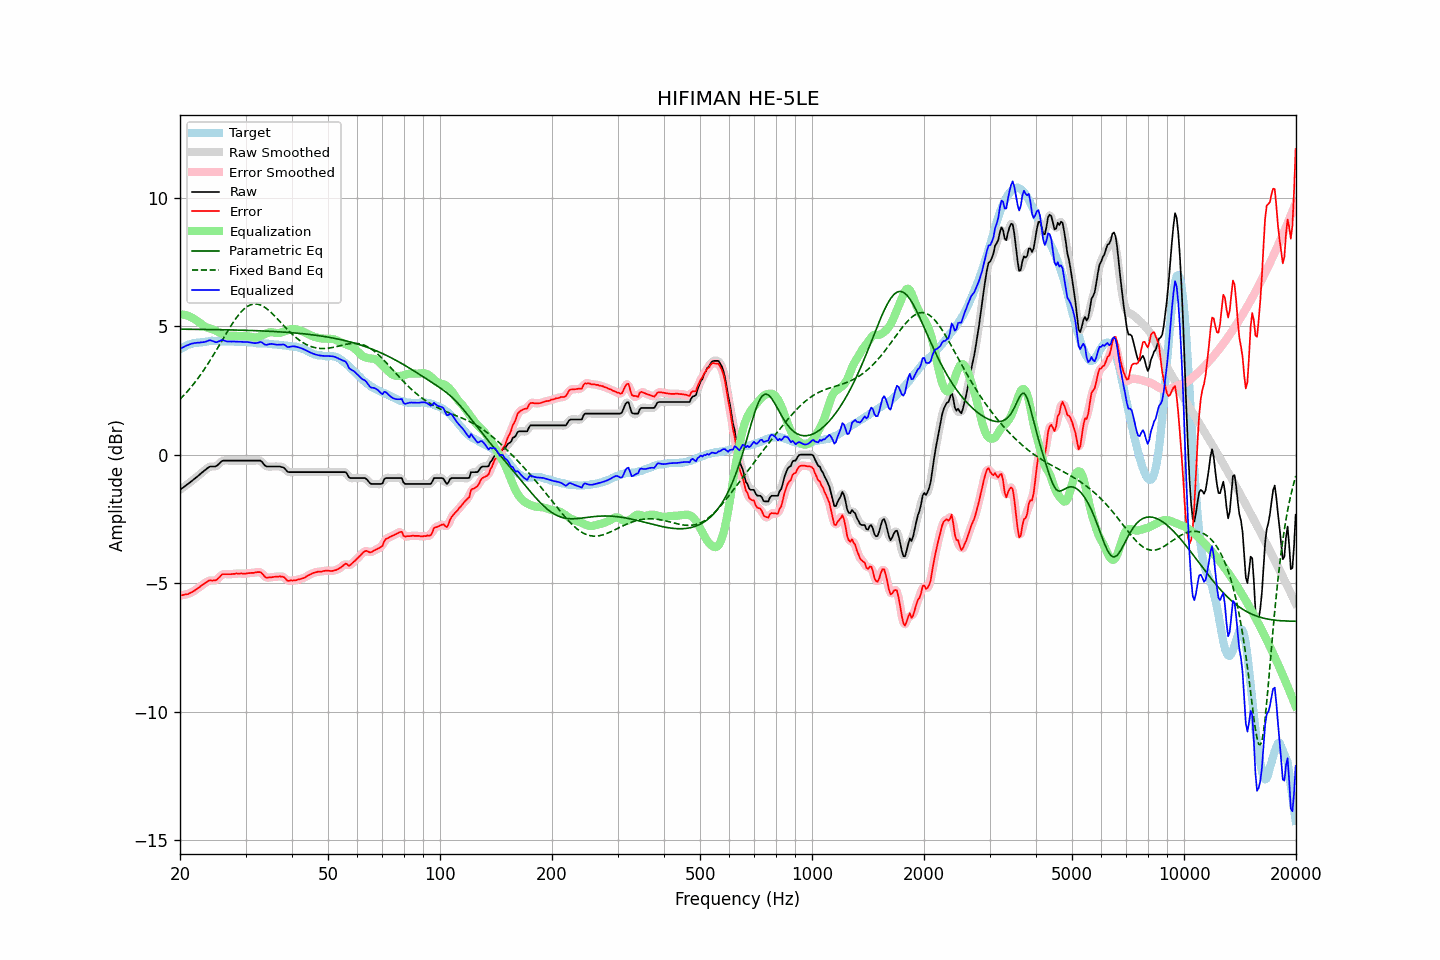 HIFIMAN HE-5LE
Target
Raw Smoothed
Error Smoothed
Raw
Error
Equalization
Parametric Eq
Fixed Band Eq
Equalized
Amplitude (dBr)
10
5
0
−5
−10
−15
20
50
100
200
500
1000
2000
5000
10000
20000
Frequency (Hz)